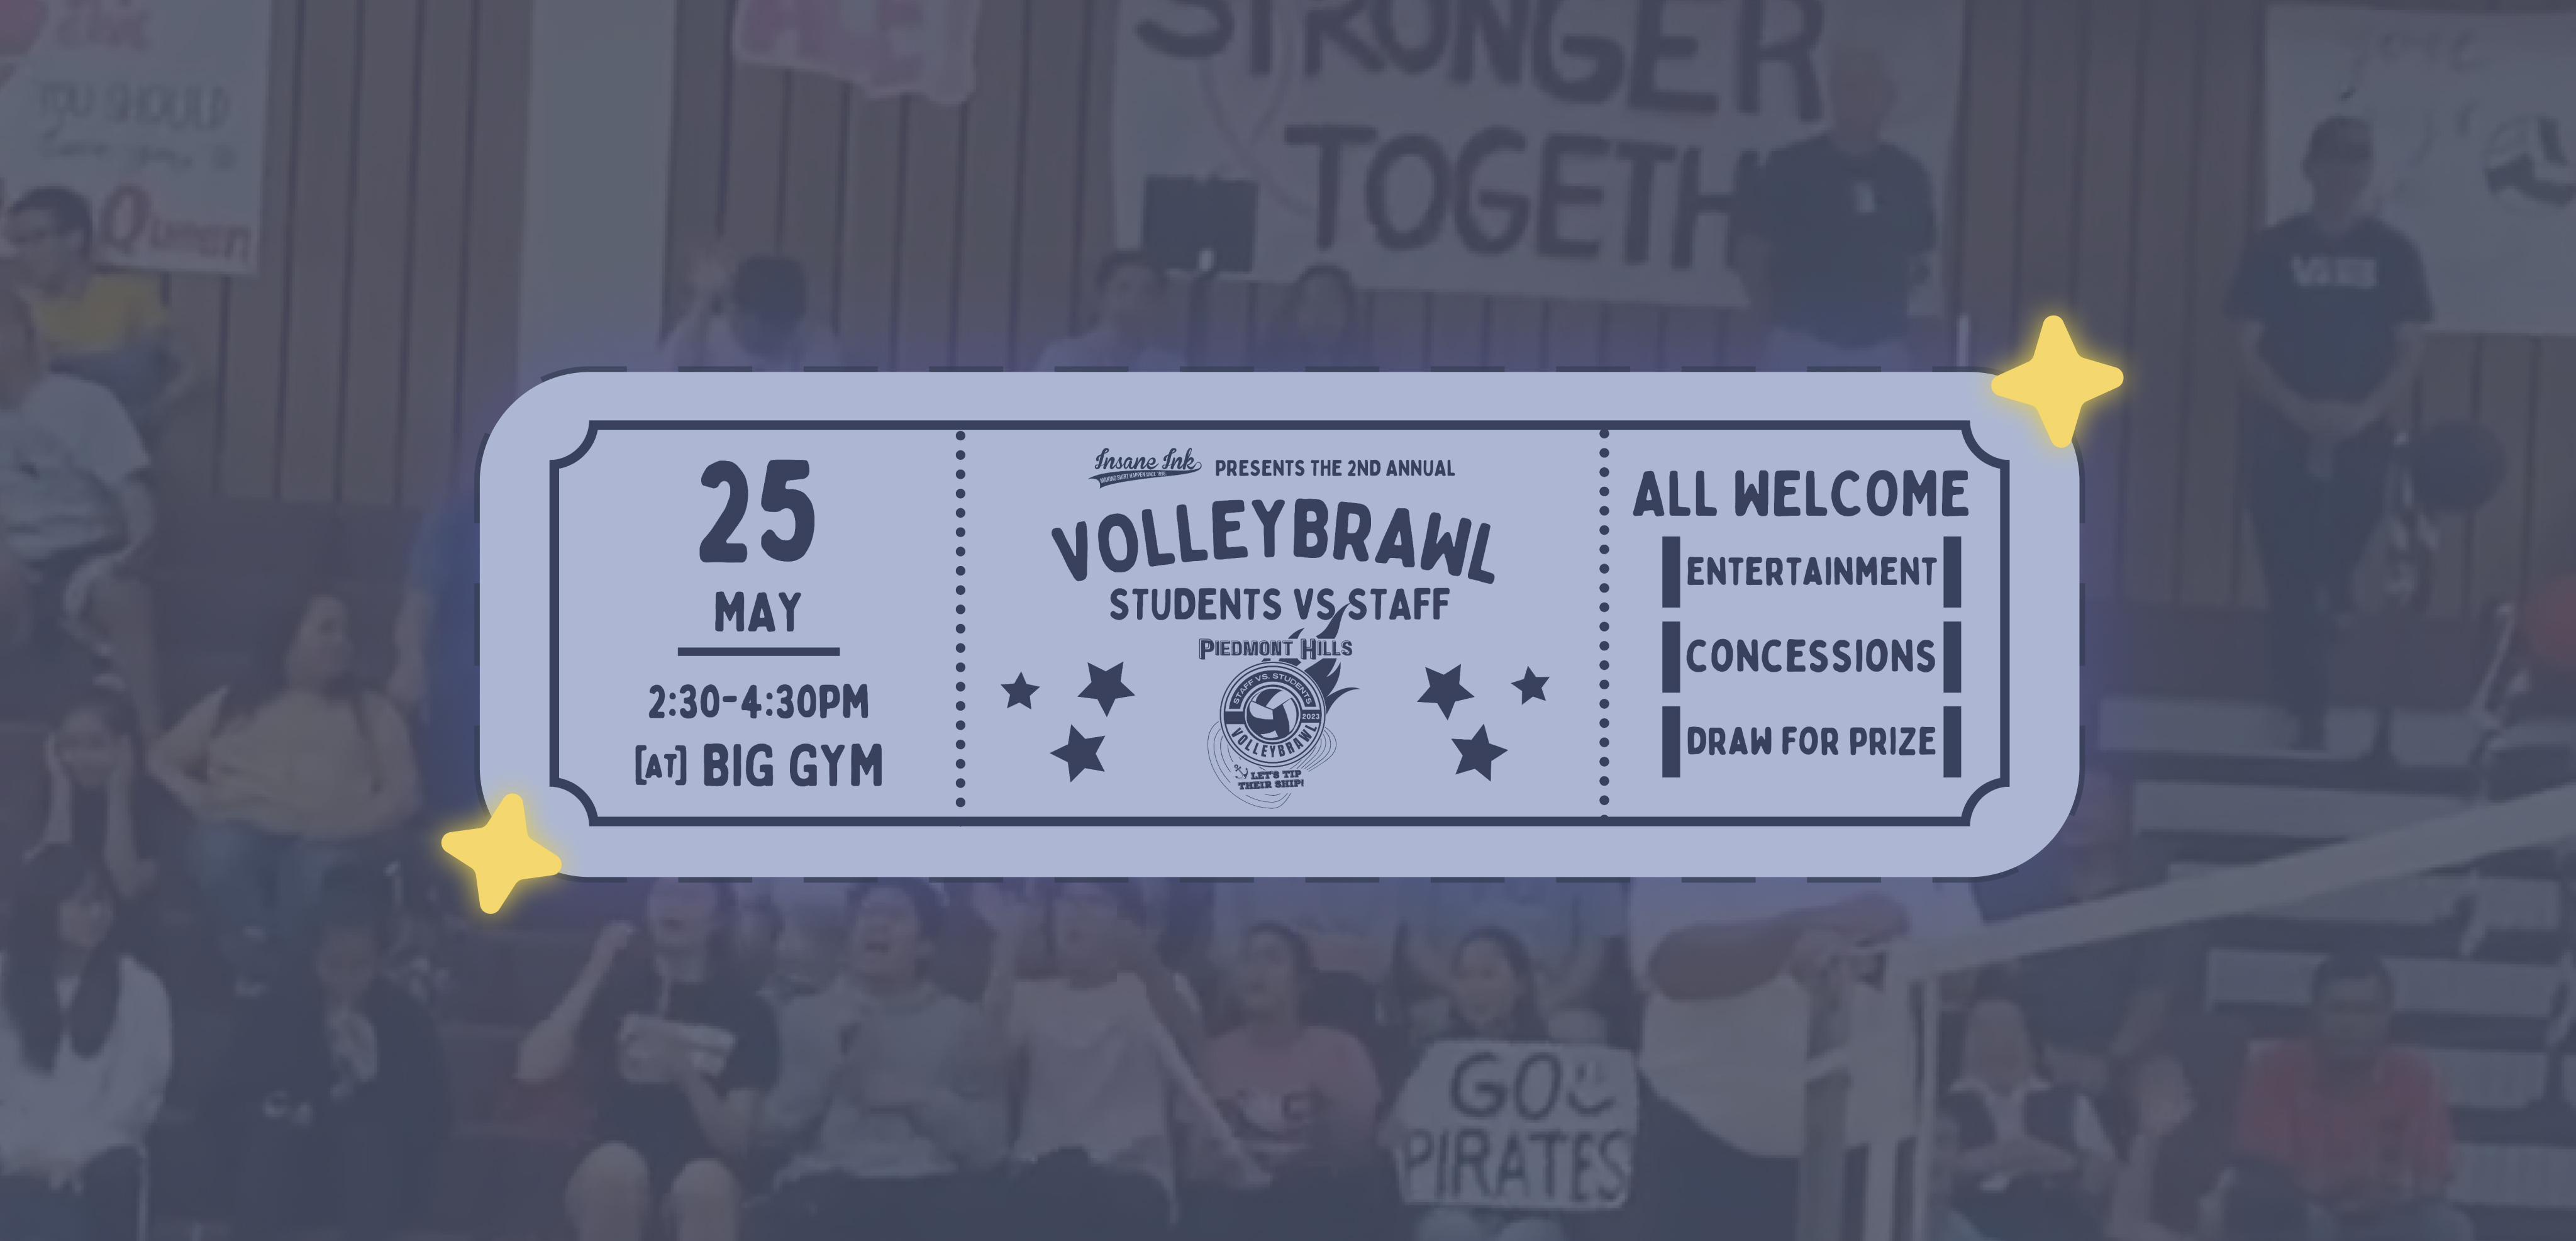 YOU SHOULD
Queen
STRONGER
TOGETH
VANS
25
MAY
2:30-4:30PM
[AT] BIG GYM
Insane Ink
PRESENTS THE 2ND ANNUAL
VOLLEYBRAWL
STUDENTS VS STAFF
PIEDMONT HILLS
STAFF VS. STUDENTS
2023
VOLLEYBRAWL
LET'S TIP
THEIR SHIP!
ALL WELCOME
ENTERTAINMENT
CONCESSIONS
DRAW FOR PRIZE
GO
PIRATES